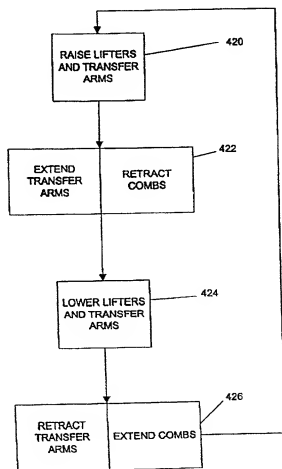 RAISE LIFTERS
AND TRANSFER
ARMS
420
EXTEND
TRANSFER
ARMS
RETRACT
COMBS
422
LOWER LIFTERS
AND TRANSFER
ARMS
424
RETRACT
TRANSFER
ARMS
EXTEND COMBS
426